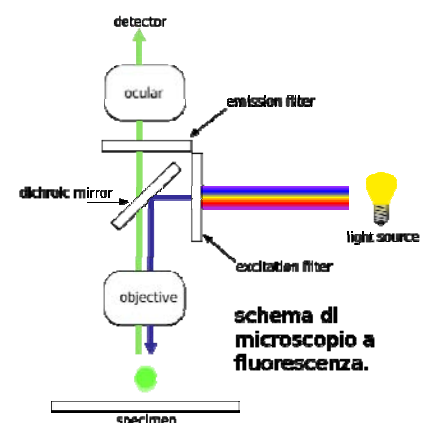 detector
ocular
emission filter
dichroic mirror
light source
excitation filter
objective
schema di
microscopio a
fluorescenza.
specimen